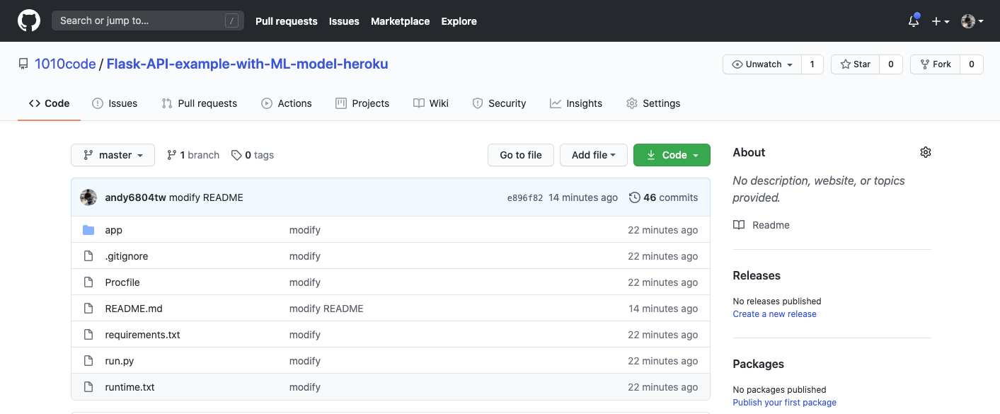 Search or jump to... /
Pull requests Issues Marketplace Explore
1010code / Flask-API-example-with-ML-model-heroku
Unwatch 1 Star 0 Fork 0
Code Issues Pull requests Actions Projects Wiki Security Insights Settings
master 1 branch 0 tags Go to file Add file Code
andy6804tw modify README e896f82 14 minutes ago 46 commits
app modify 22 minutes ago
.gitignore modify 22 minutes ago
Procfile modify 22 minutes ago
README.md modify README 14 minutes ago
requirements.txt modify 22 minutes ago
run.py modify 22 minutes ago
runtime.txt modify 22 minutes ago
About
No description, website, or topics
provided.
Readme
Releases
No releases published
Create a new release
Packages
No packages published
Publish your first package